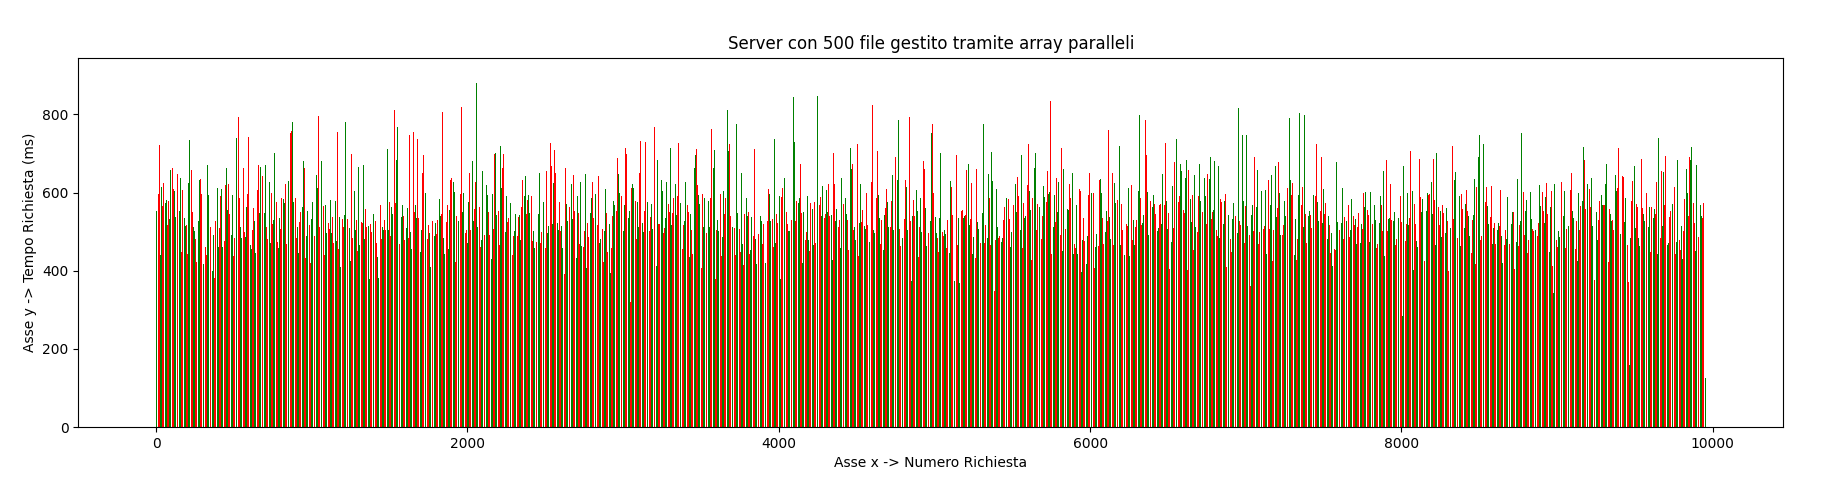 Server con 500 file gestito tramite array paralleli
Asse y -> Tempo Richiesta (ms)
800
600
400
200
0
0 2000 4000 6000 8000 10000
Asse x -> Numero Richiesta